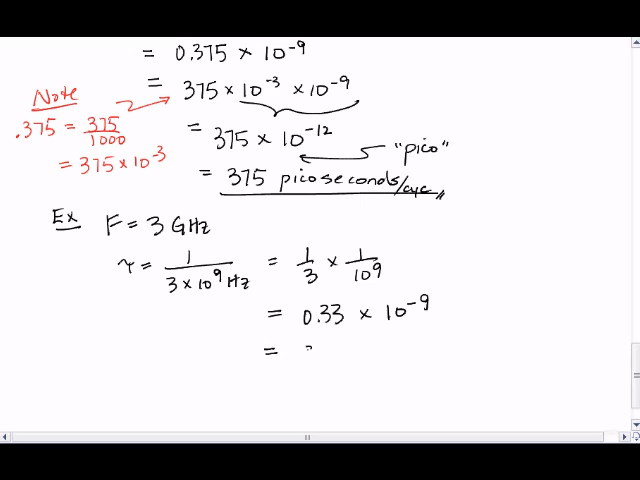 = 0.375 × 10⁻⁹
= 375 × 10⁻³ × 10⁻⁹
Note
.375 = 375/1000
= 375 × 10⁻³
= 375 × 10⁻¹²
"pico"
= 375 picoseconds/cyc
Ex F = 3 GHz
τ = 1/(3 × 10⁹ Hz) = 1/3 × 1/10⁹
= 0.33 × 10⁻⁹
=